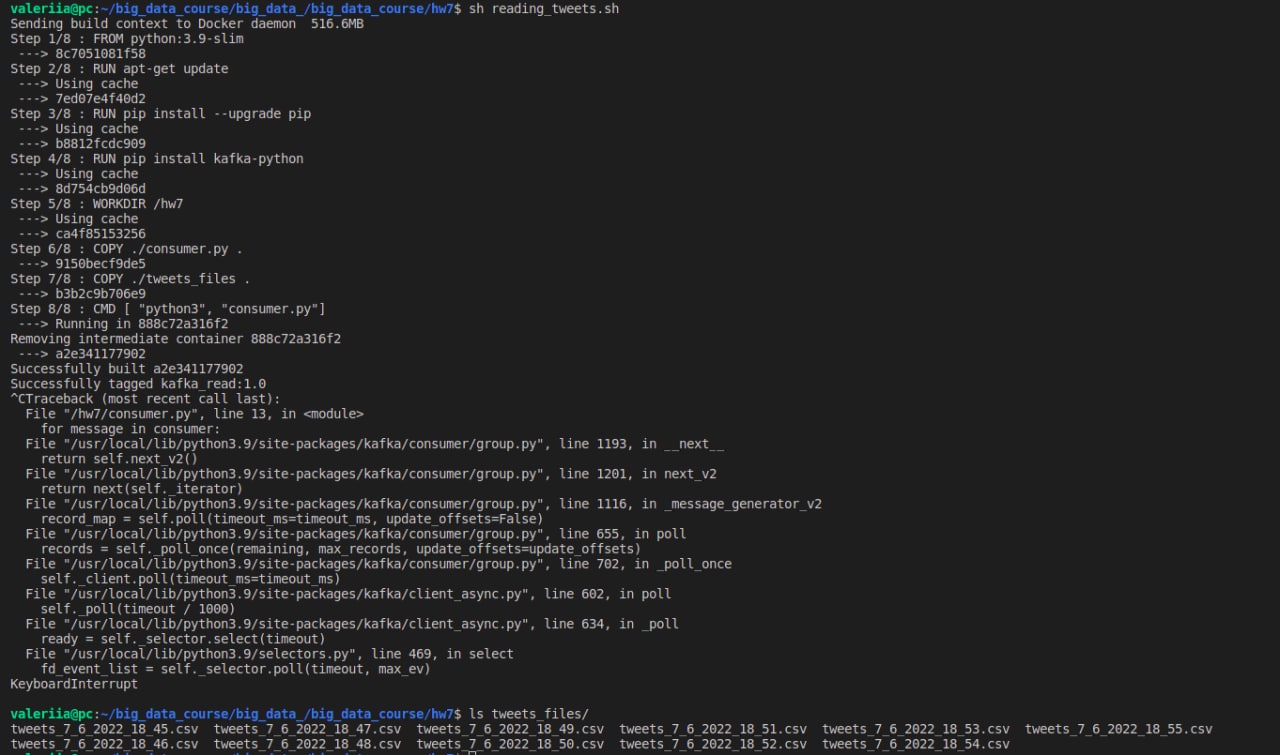 valeriia@pc:~/big_data_course/big_data_/big_data_course/hw7$ sh reading_tweets.sh
Sending build context to Docker daemon  516.6MB
Step 1/8 : FROM python:3.9-slim
 ---> 8c7051081f58
Step 2/8 : RUN apt-get update
 ---> Using cache
 ---> 7ed07e4f40d2
Step 3/8 : RUN pip install --upgrade pip
 ---> Using cache
 ---> b8812fcdc909
Step 4/8 : RUN pip install kafka-python
 ---> Using cache
 ---> 8d754cb9d06d
Step 5/8 : WORKDIR /hw7
 ---> Using cache
 ---> ca4f85153256
Step 6/8 : COPY ./consumer.py .
 ---> 9150becf9de5
Step 7/8 : COPY ./tweets_files .
 ---> b3b2c9b706e9
Step 8/8 : CMD [ "python3", "consumer.py"]
 ---> Running in 888c72a316f2
Removing intermediate container 888c72a316f2
 ---> a2e341177902
Successfully built a2e341177902
Successfully tagged kafka_read:1.0
^CTraceback (most recent call last):
  File "/hw7/consumer.py", line 13, in <module>
    for message in consumer:
  File "/usr/local/lib/python3.9/site-packages/kafka/consumer/group.py", line 1193, in __next__
    return self.next_v2()
  File "/usr/local/lib/python3.9/site-packages/kafka/consumer/group.py", line 1201, in next_v2
    return next(self._iterator)
  File "/usr/local/lib/python3.9/site-packages/kafka/consumer/group.py", line 1116, in _message_generator_v2
    record_map = self.poll(timeout_ms=timeout_ms, update_offsets=False)
  File "/usr/local/lib/python3.9/site-packages/kafka/consumer/group.py", line 655, in poll
    records = self._poll_once(remaining, max_records, update_offsets=update_offsets)
  File "/usr/local/lib/python3.9/site-packages/kafka/consumer/group.py", line 702, in _poll_once
    self._client.poll(timeout_ms=timeout_ms)
  File "/usr/local/lib/python3.9/site-packages/kafka/client_async.py", line 602, in poll
    self._poll(timeout / 1000)
  File "/usr/local/lib/python3.9/site-packages/kafka/client_async.py", line 634, in _poll
    ready = self._selector.select(timeout)
  File "/usr/local/lib/python3.9/selectors.py", line 469, in select
    fd_event_list = self._selector.poll(timeout, max_ev)
KeyboardInterrupt
valeriia@pc:~/big_data_course/big_data_/big_data_course/hw7$ ls tweets_files/
tweets_7_6_2022_18_45.csv  tweets_7_6_2022_18_47.csv  tweets_7_6_2022_18_49.csv  tweets_7_6_2022_18_51.csv  tweets_7_6_2022_18_53.csv  tweets_7_6_2022_18_55.csv
tweets_7_6_2022_18_46.csv  tweets_7_6_2022_18_48.csv  tweets_7_6_2022_18_50.csv  tweets_7_6_2022_18_52.csv  tweets_7_6_2022_18_54.csv